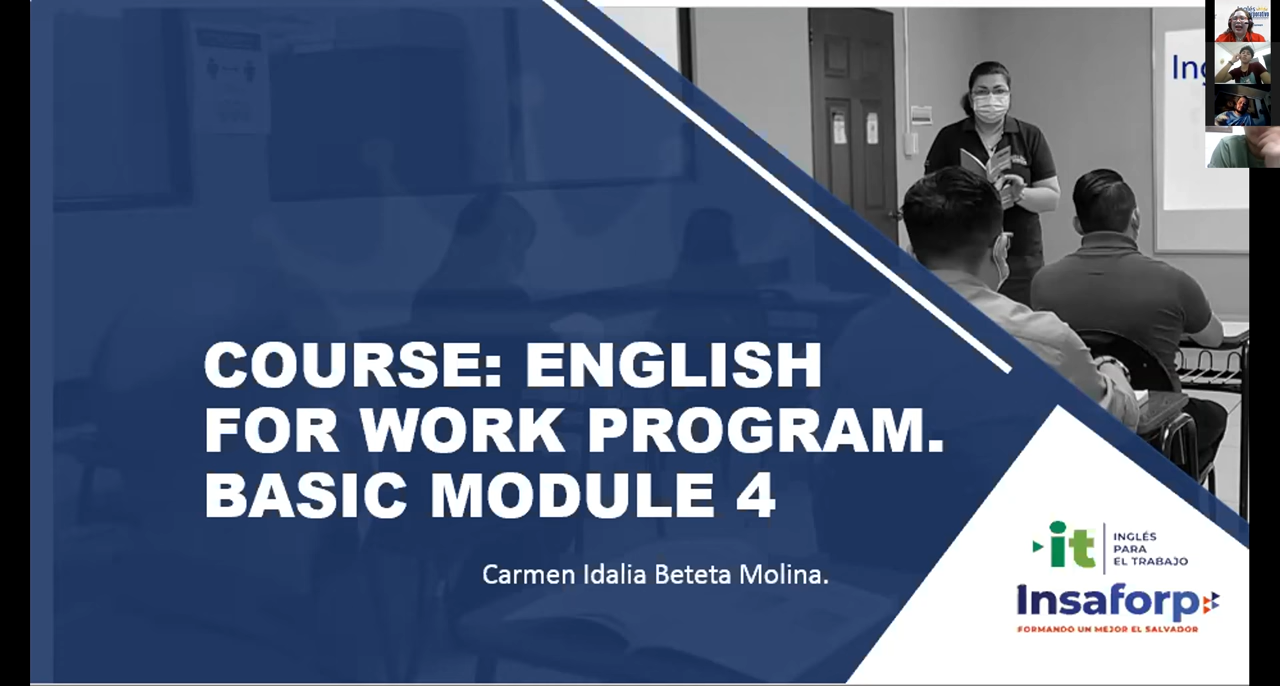 COURSE: ENGLISH
FOR WORK PROGRAM.
BASIC MODULE 4
Carmen Idalia Beteta Molina.
it
INGLÉS
PARA
EL TRABAJO
Insaforp
FORMANDO UN MEJOR EL SALVADOR
Inglés